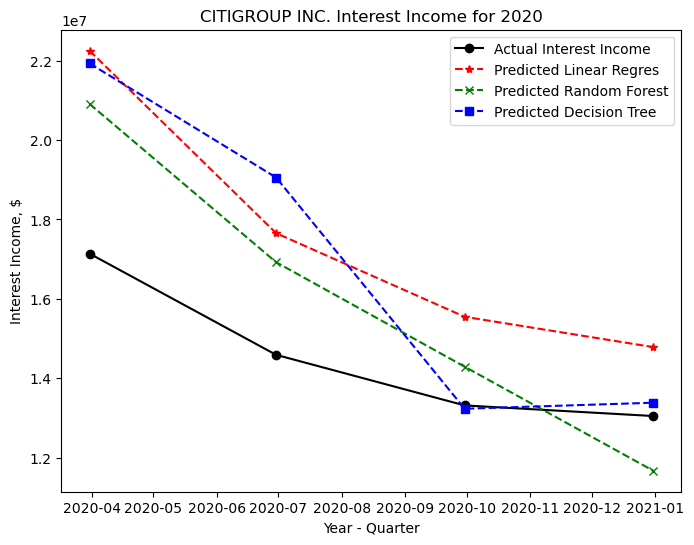 CITIGROUP INC. Interest Income for 2020
1e7
Actual Interest Income
Predicted Linear Regres
Predicted Random Forest
Predicted Decision Tree
2.2
2.0
1.8
1.6
1.4
1.2
Interest Income, $
2020-04 2020-05 2020-06 2020-07 2020-08 2020-09 2020-10 2020-11 2020-12 2021-01
Year - Quarter